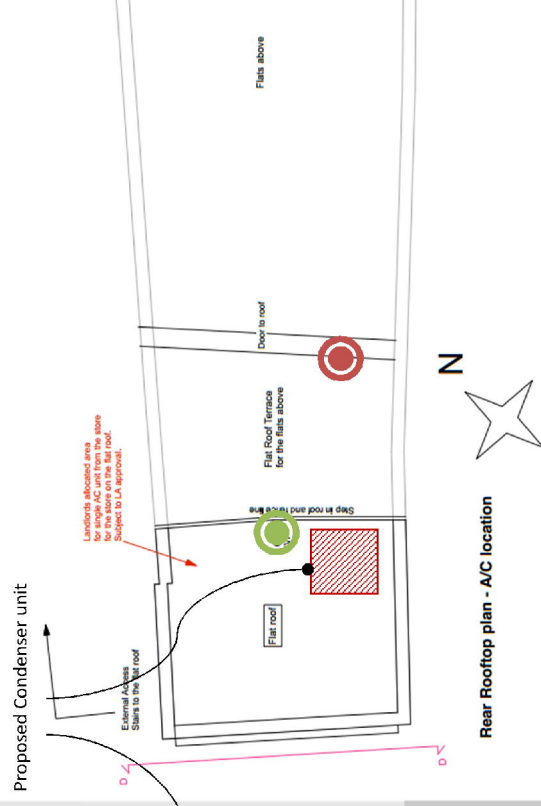 Flats above
Door to roof
Flat Roof Terrace
for the flats above
Landlords allocated area
for single AC unit from the store
for the store on the flat roof.
Subject to LA approval.
Step in roof and fence line
Flat roof
External Access
Stairs to the flat roof
Proposed Condenser unit
D
D
N
Rear Rooftop plan - A/C location